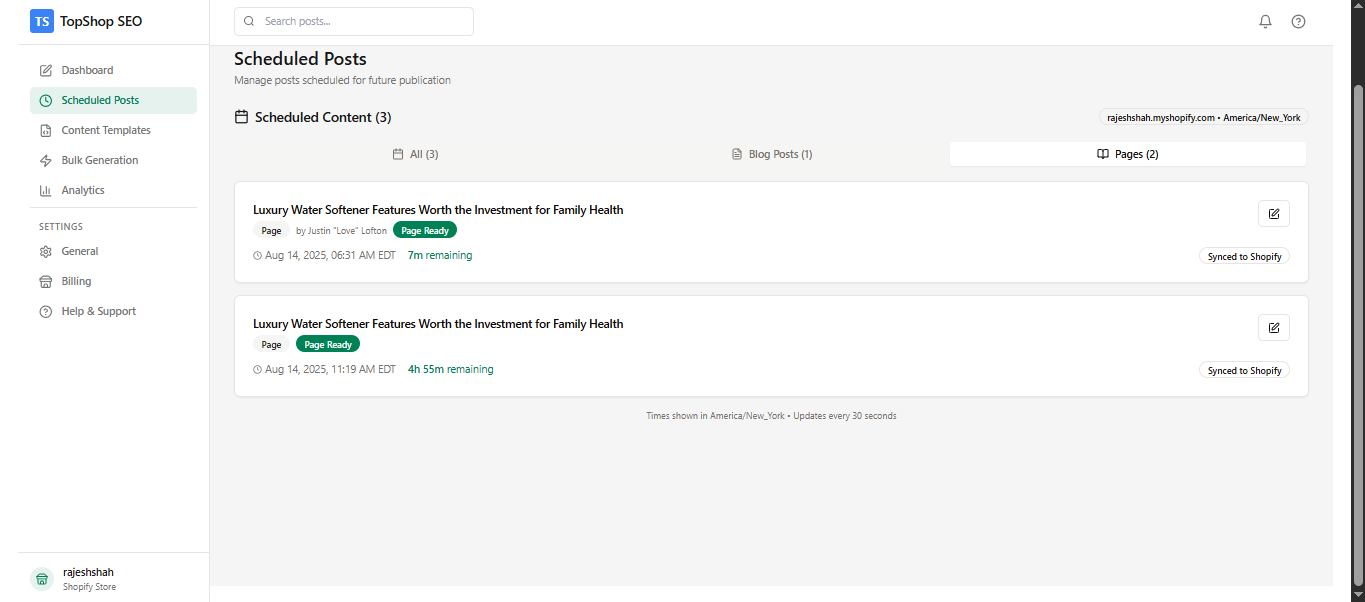 TS TopShop SEO
Search posts...
Dashboard
Scheduled Posts
Content Templates
Bulk Generation
Analytics
SETTINGS
General
Billing
Help & Support
rajeshshah
Shopify Store
Scheduled Posts
Manage posts scheduled for future publication
Scheduled Content (3)
rajeshshah.myshopify.com • America/New_York
All (3)
Blog Posts (1)
Pages (2)
Luxury Water Softener Features Worth the Investment for Family Health
Page by Justin "Love" Lofton Page Ready
Aug 14, 2025, 06:31 AM EDT 7m remaining
Synced to Shopify
Luxury Water Softener Features Worth the Investment for Family Health
Page Page Ready
Aug 14, 2025, 11:19 AM EDT 4h 55m remaining
Synced to Shopify
Times shown in America/New_York • Updates every 30 seconds